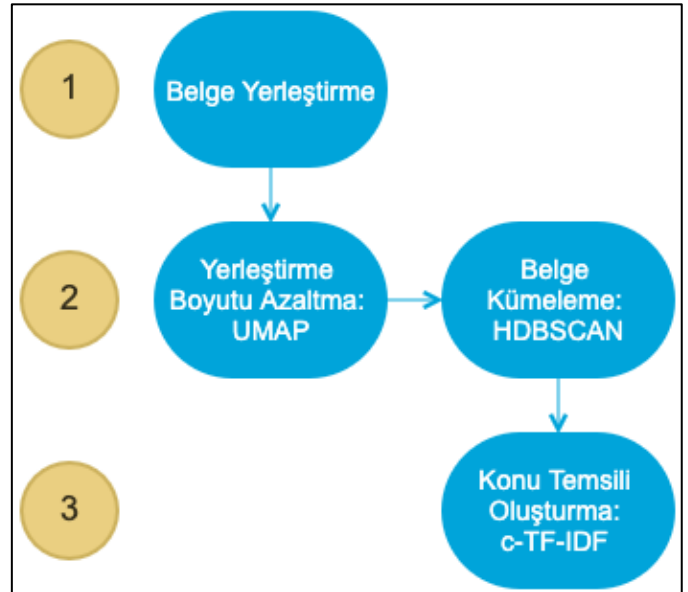 1
Belge Yerleştirme
2
Yerleştirme
Boyutu Azaltma:
UMAP
Belge
Kümeleme:
HDBSCAN
3
Konu Temsili
Oluşturma:
c-TF-IDF